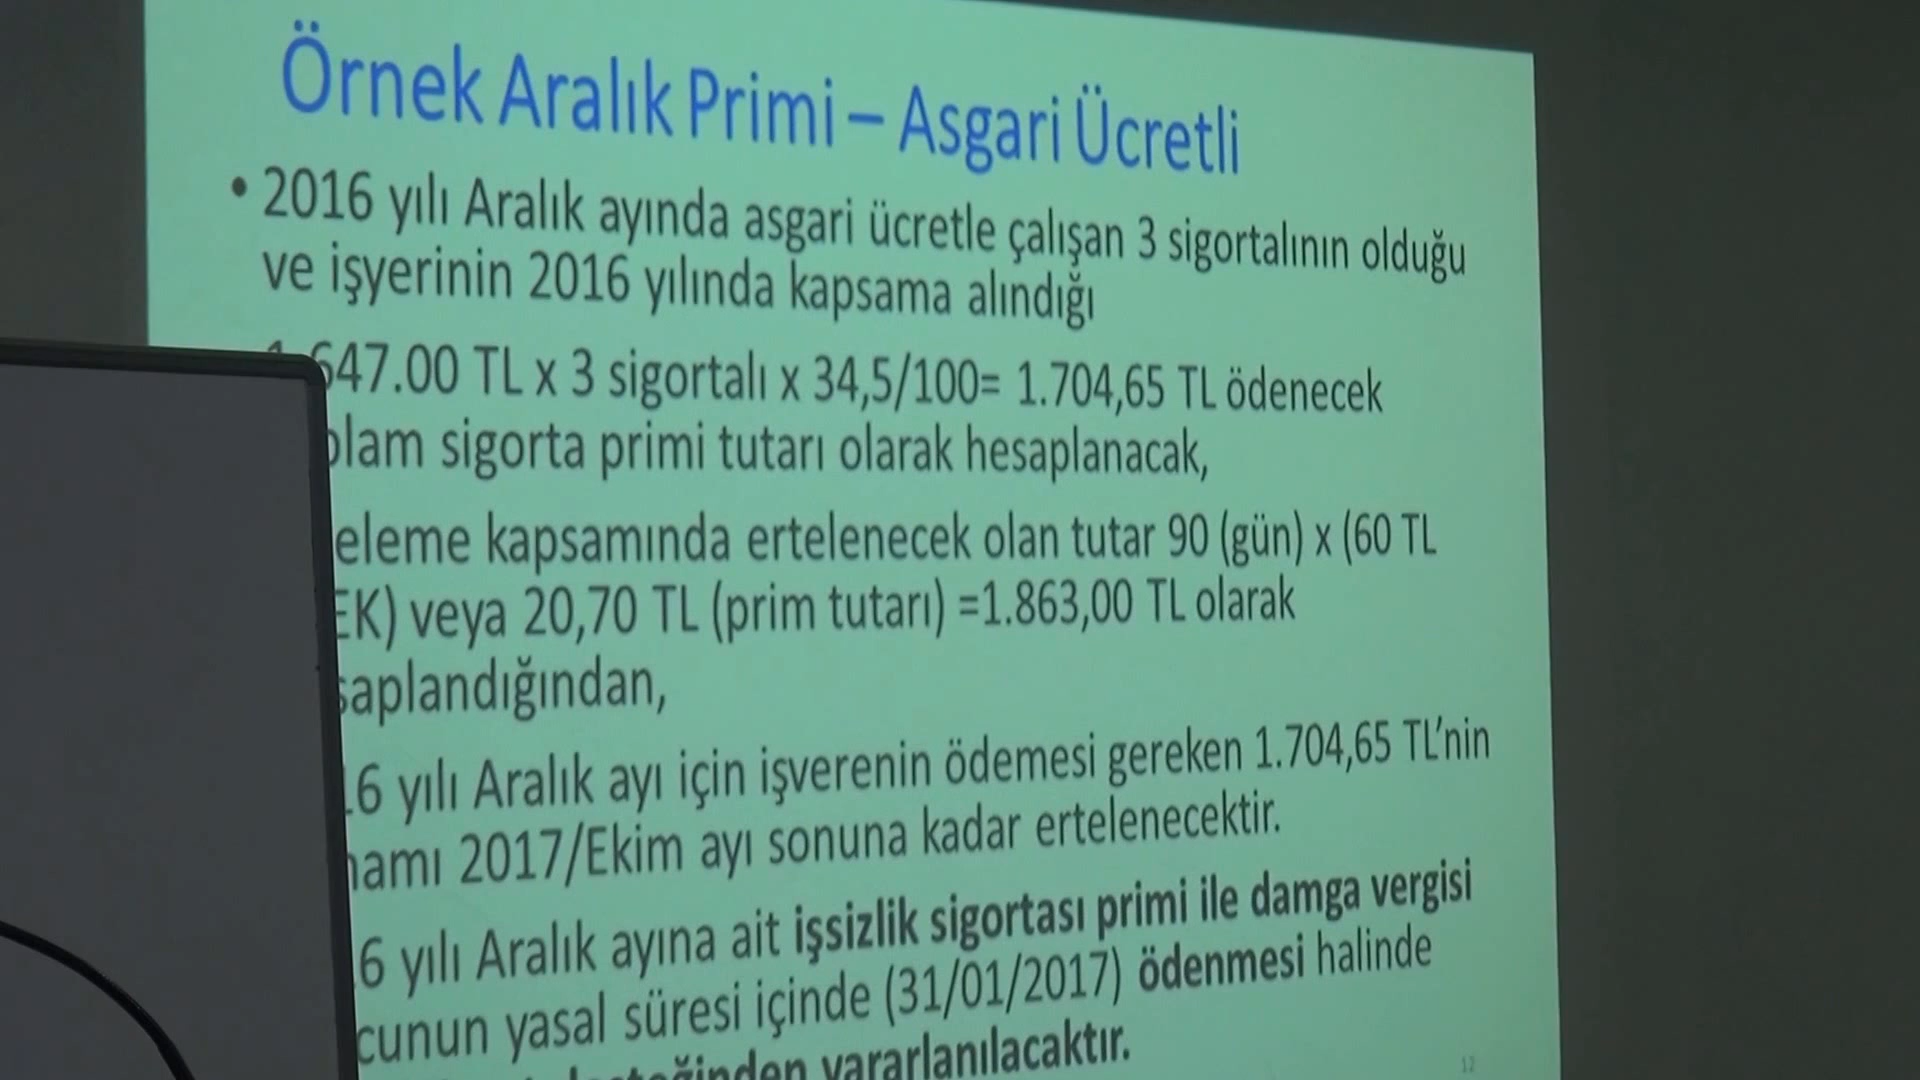 Örnek Aralık Primi – Asgari Ücretli
• 2016 yılı Aralık ayında asgari ücretle çalışan 3 sigortalının olduğu
ve işyerinin 2016 yılında kapsama alındığı
647.00 TL x 3 sigortalı x 34,5/100= 1.704,65 TL ödenecek
olam sigorta primi tutarı olarak hesaplanacak,
eleme kapsamında ertelenecek olan tutar 90 (gün) x (60 TL
EK) veya 20,70 TL (prim tutarı) =1.863,00 TL olarak
saplandığından,
16 yılı Aralık ayı için işverenin ödemesi gereken 1.704,65 TL’nin
namı 2017/Ekim ayı sonuna kadar ertelenecektir.
6 yılı Aralık ayına ait işsizlik sigortası primi ile damga vergisi
cunun yasal süresi içinde (31/01/2017) ödenmesi halinde
desteğinden yararlanılacaktır.
12